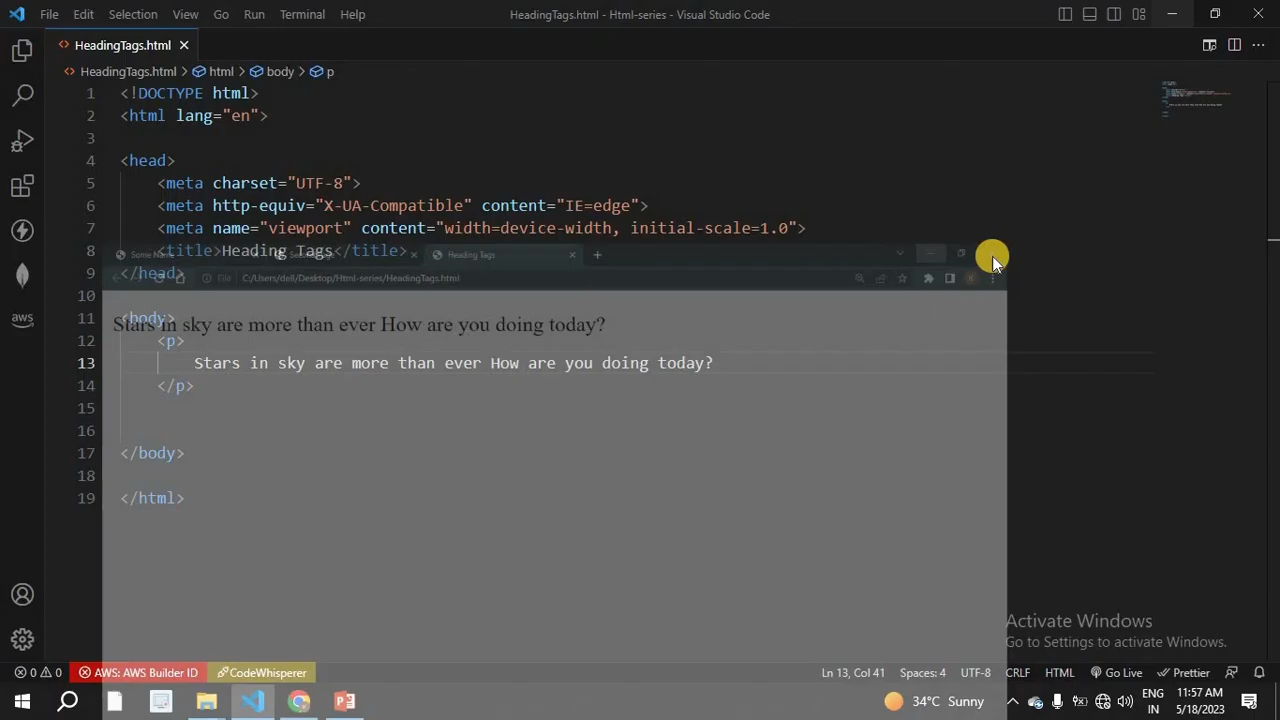 File Edit Selection View Go Run Terminal Help HeadingTags.html - Html-series - Visual Studio Code
HeadingTags.html
HeadingTags.html > html > body > p
1 <!DOCTYPE html>
2 <html lang="en">
3
4 <head>
5 <meta charset="UTF-8">
6 <meta http-equiv="X-UA-Compatible" content="IE=edge">
7 <meta name="viewport" content="width=device-width, initial-scale=1.0">
8 <title>Heading Tags</title>
Heading Tags
9 </head>
File C:/Users/dell/Desktop/Html-series/HeadingTags.html
10
11 <body>
Stars in sky are more than ever How are you doing today?
12 <p>
13 Stars in sky are more than ever How are you doing today?
14 </p>
15
16
17 </body>
18
19 </html>
Activate Windows
Go to Settings to activate Windows.
0 0 AWS: AWS Builder ID CodeWhisperer Ln 13, Col 41 Spaces: 4 UTF-8 CRLF HTML Go Live Prettier
aws
34°C Sunny ENG IN 11:57 AM 5/18/2023